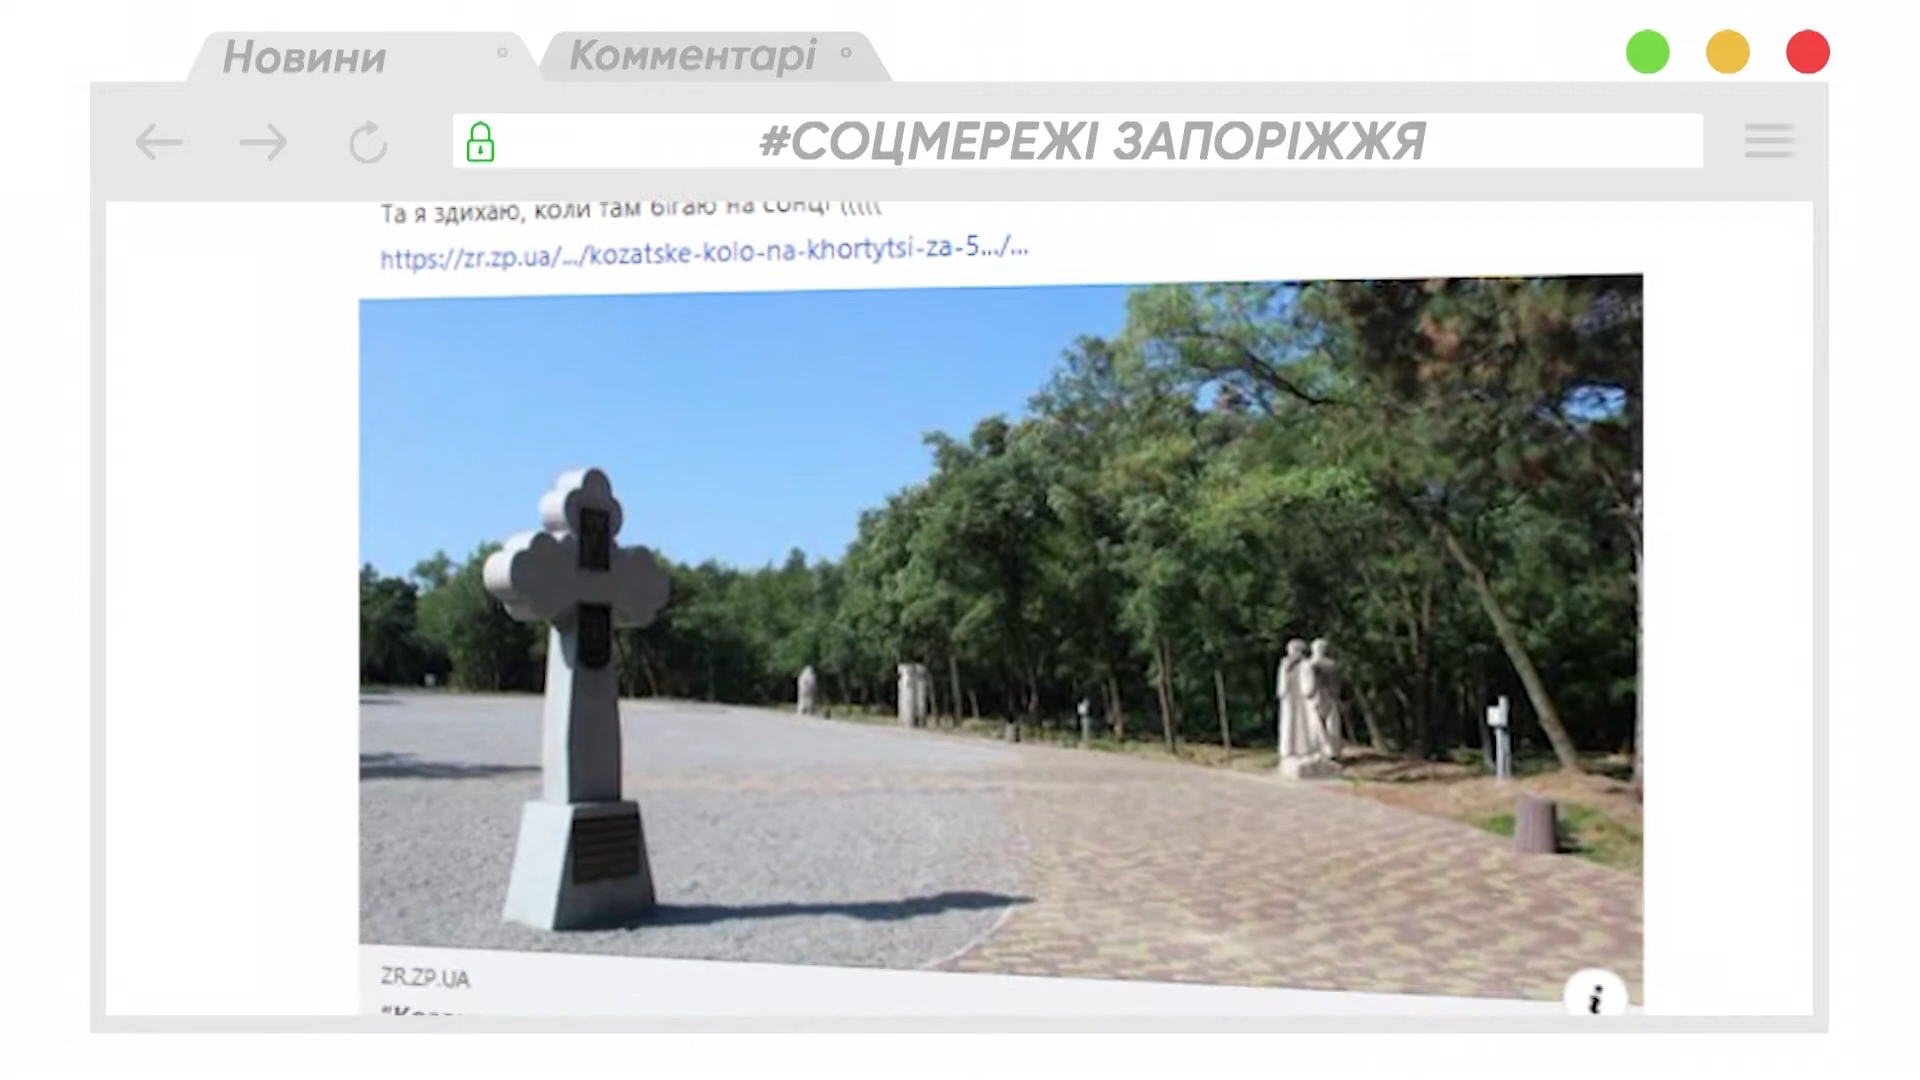 Новини
Комментарі
#СОЦМЕРЕЖІ ЗАПОРІЖЖЯ
Та я здихаю, коли там бігаю на сонці (((((
https://zr.zp.ua/.../kozatske-kolo-na-khortytsi-za-5.../...
ZR.ZP.UA